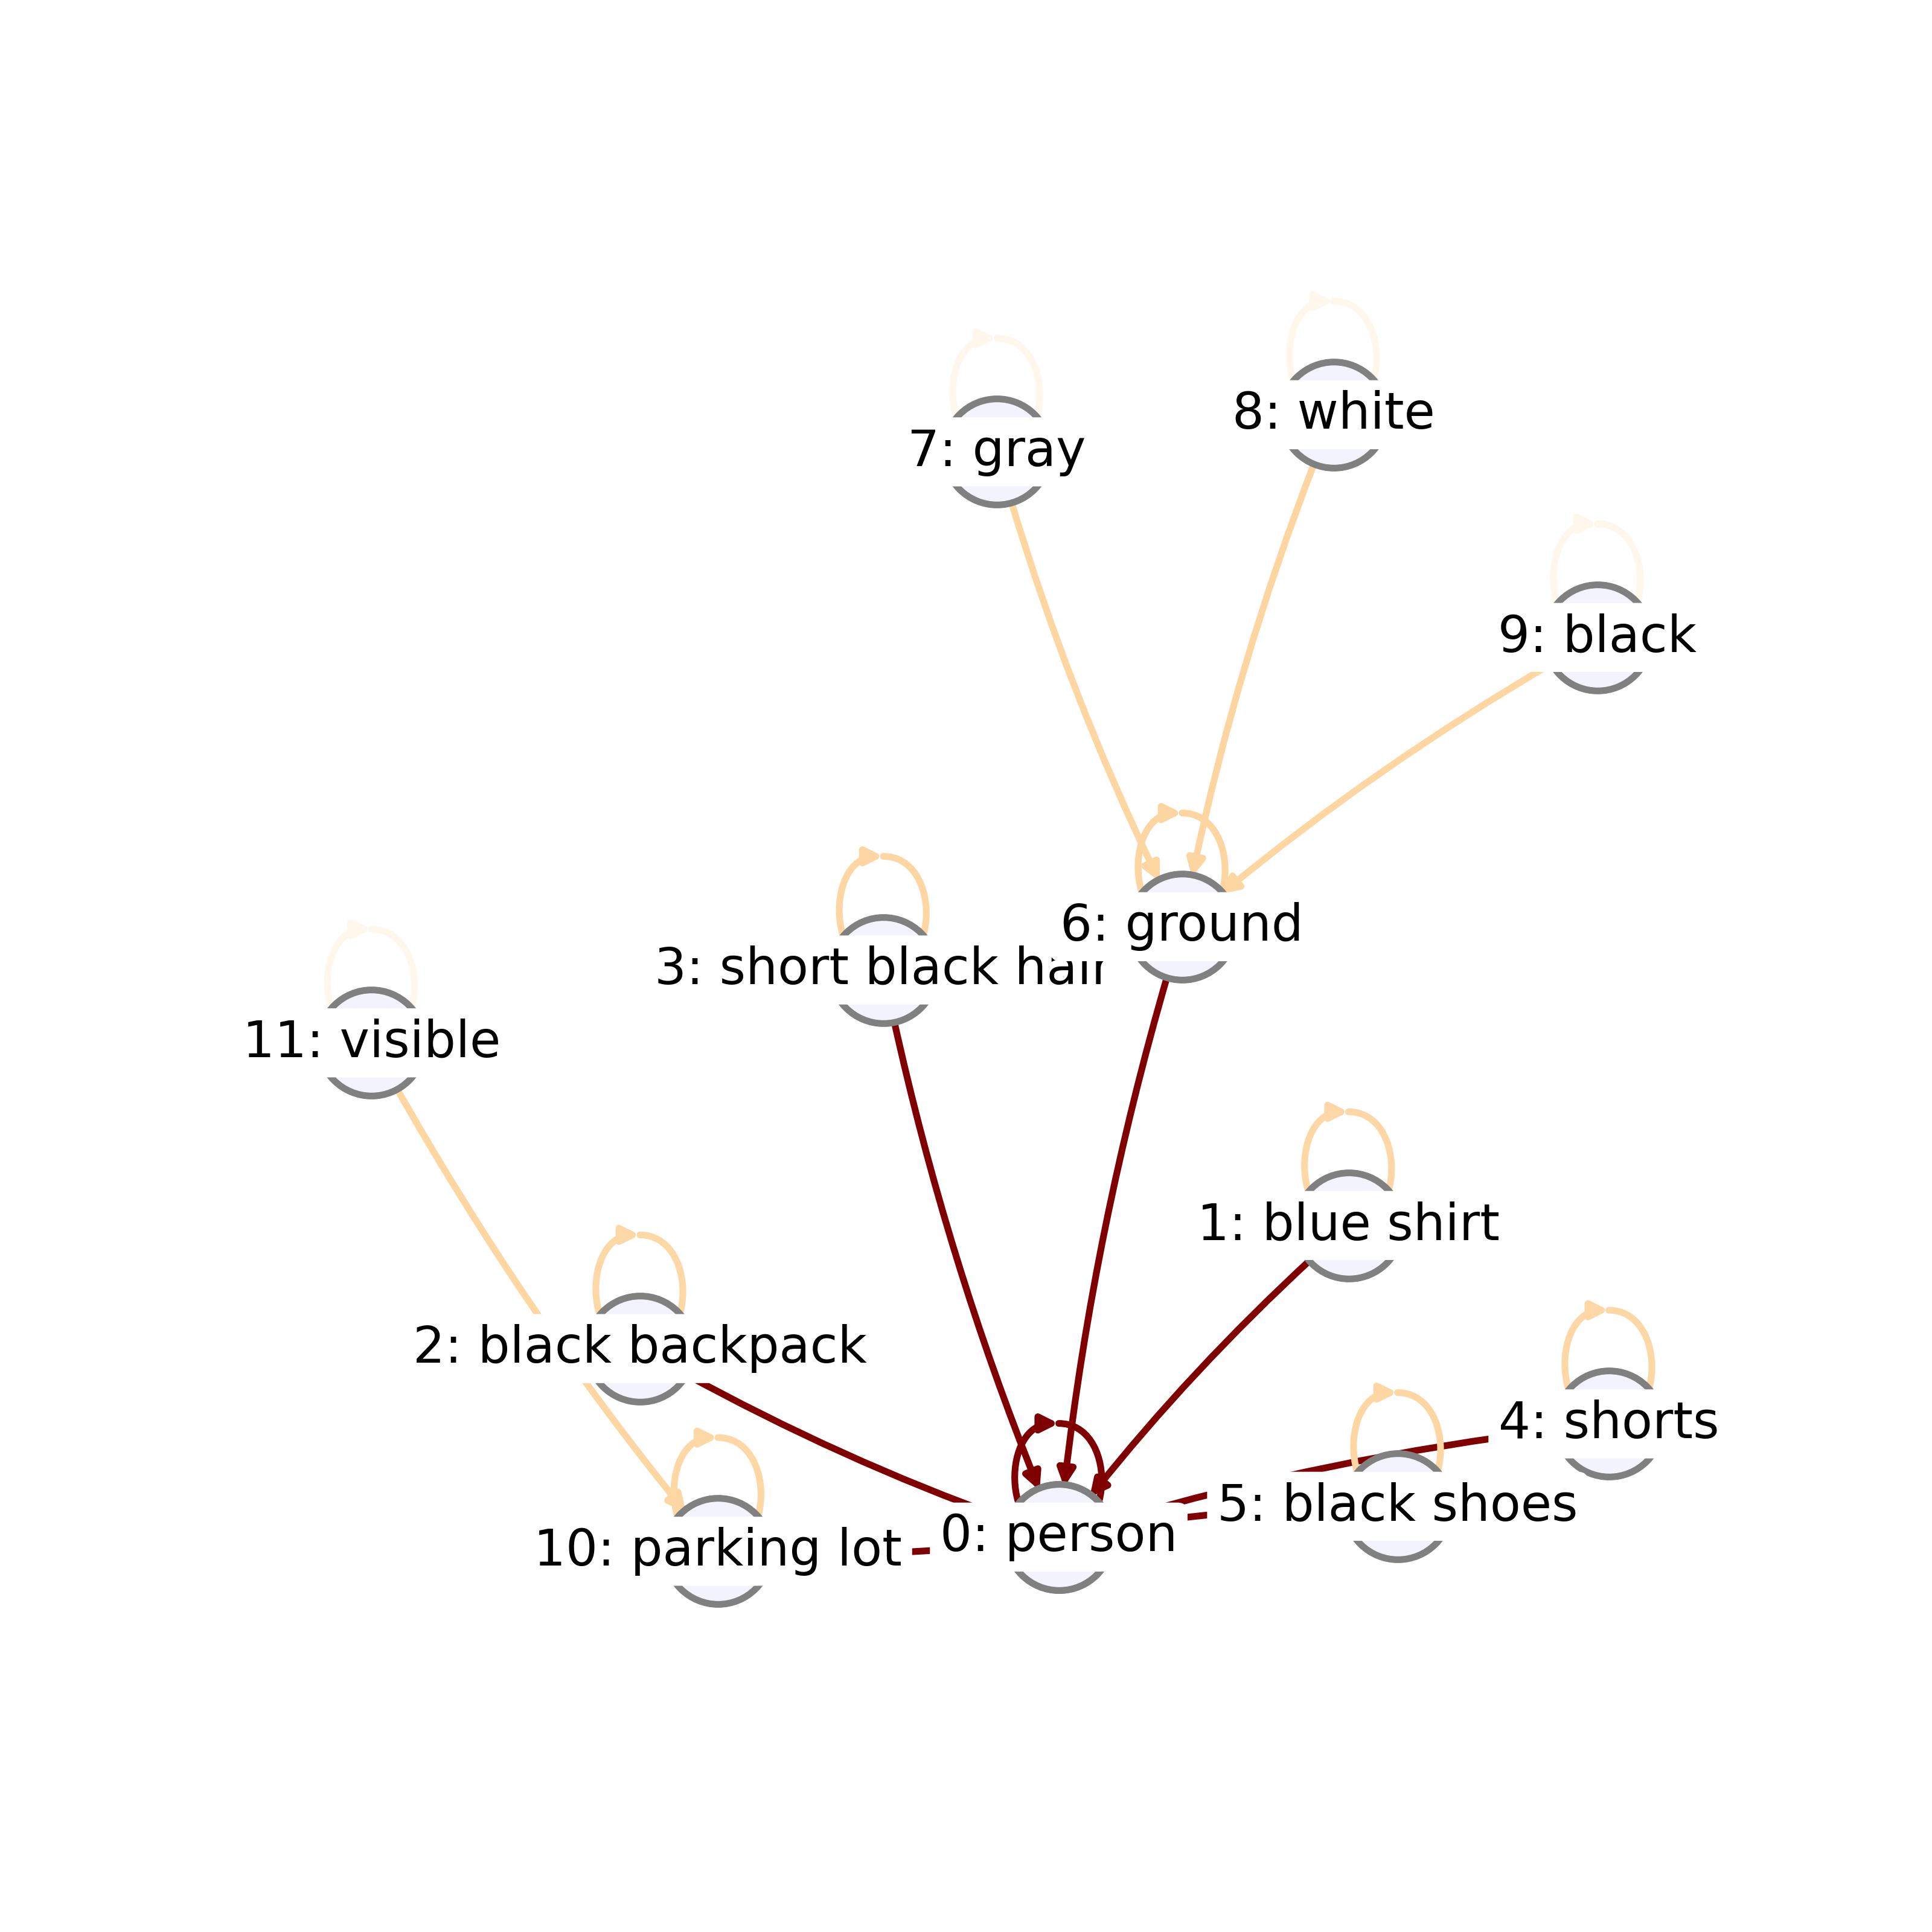 8: white
7: gray
9: black
6: ground
3: short black hair
11: visible
1: blue shirt
2: black backpack
4: shorts
5: black shoes
0: person
10: parking lot